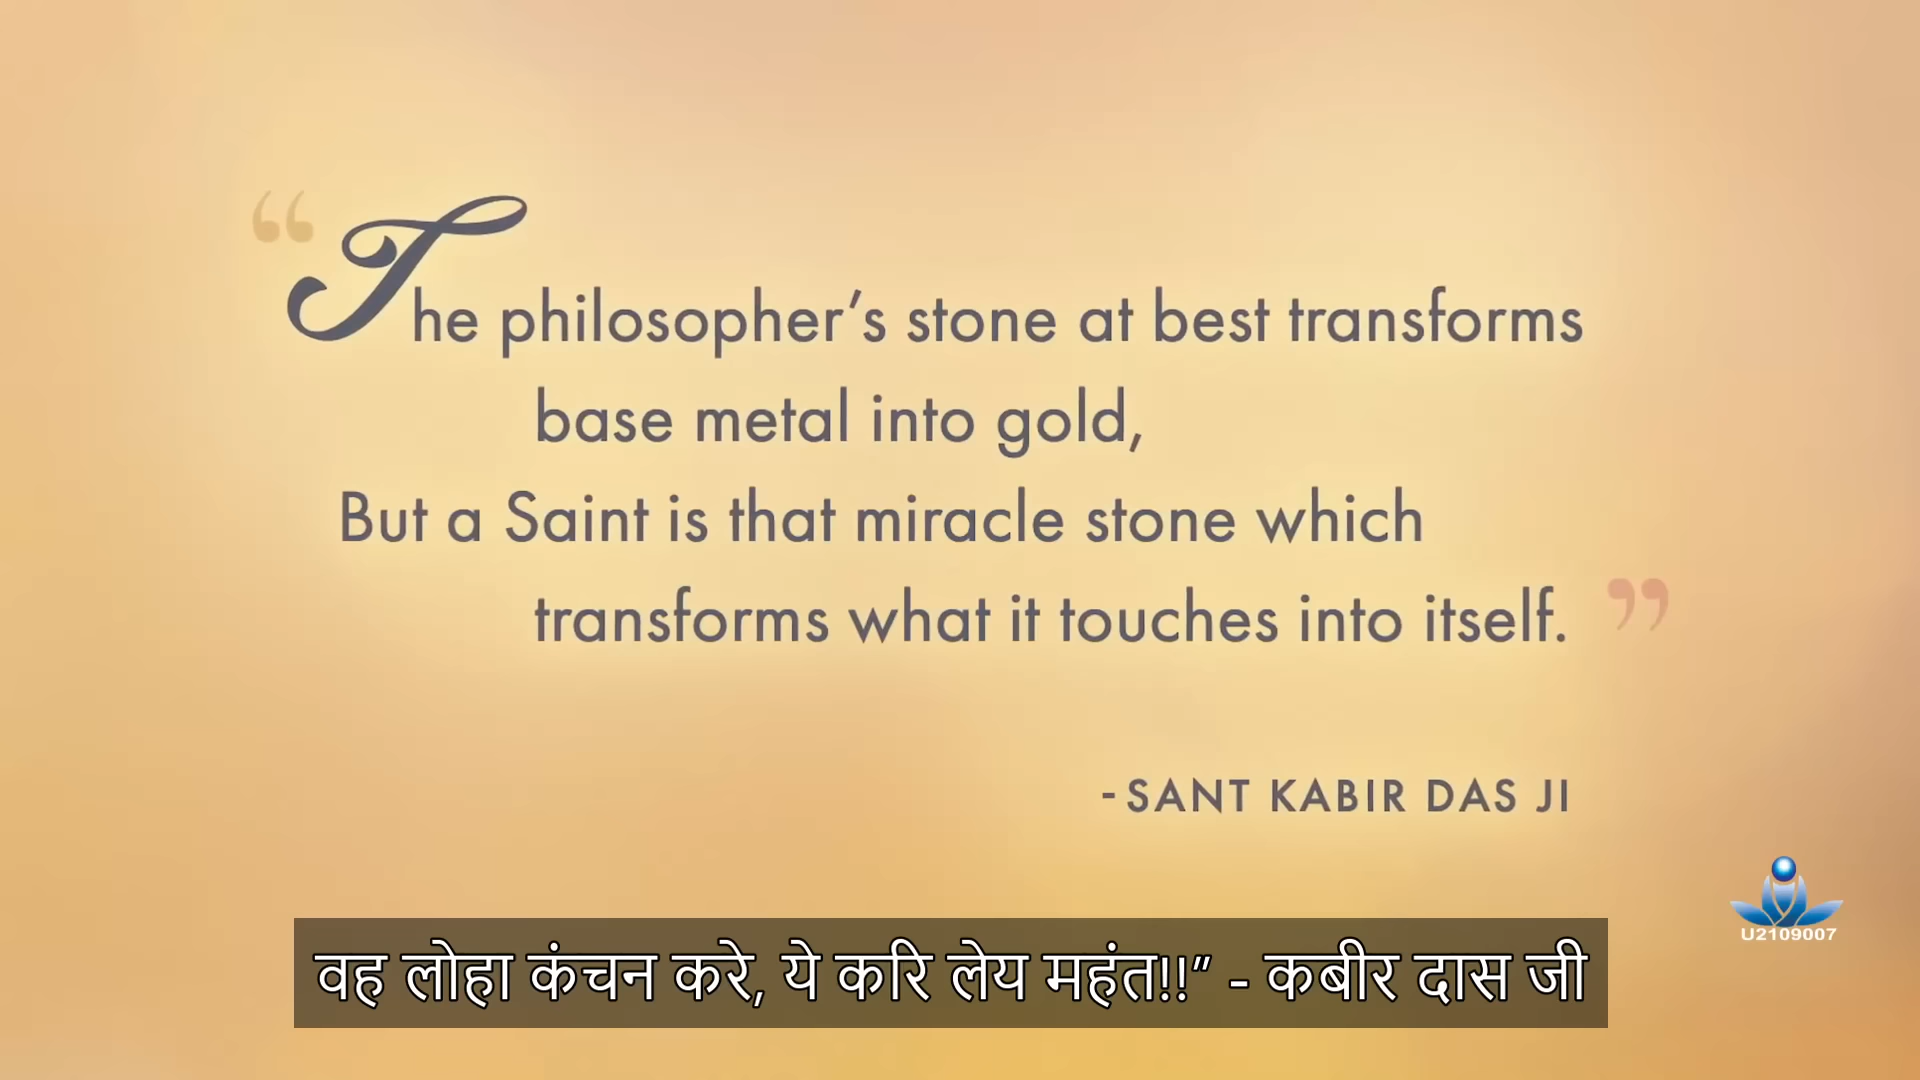 “The philosopher’s stone at best transforms
base metal into gold,
But a Saint is that miracle stone which
transforms what it touches into itself.”
- SANT KABIR DAS JI
U2109007
वह लोहा कंचन करे, ये करि लेय महंत!!” - कबीर दास जी